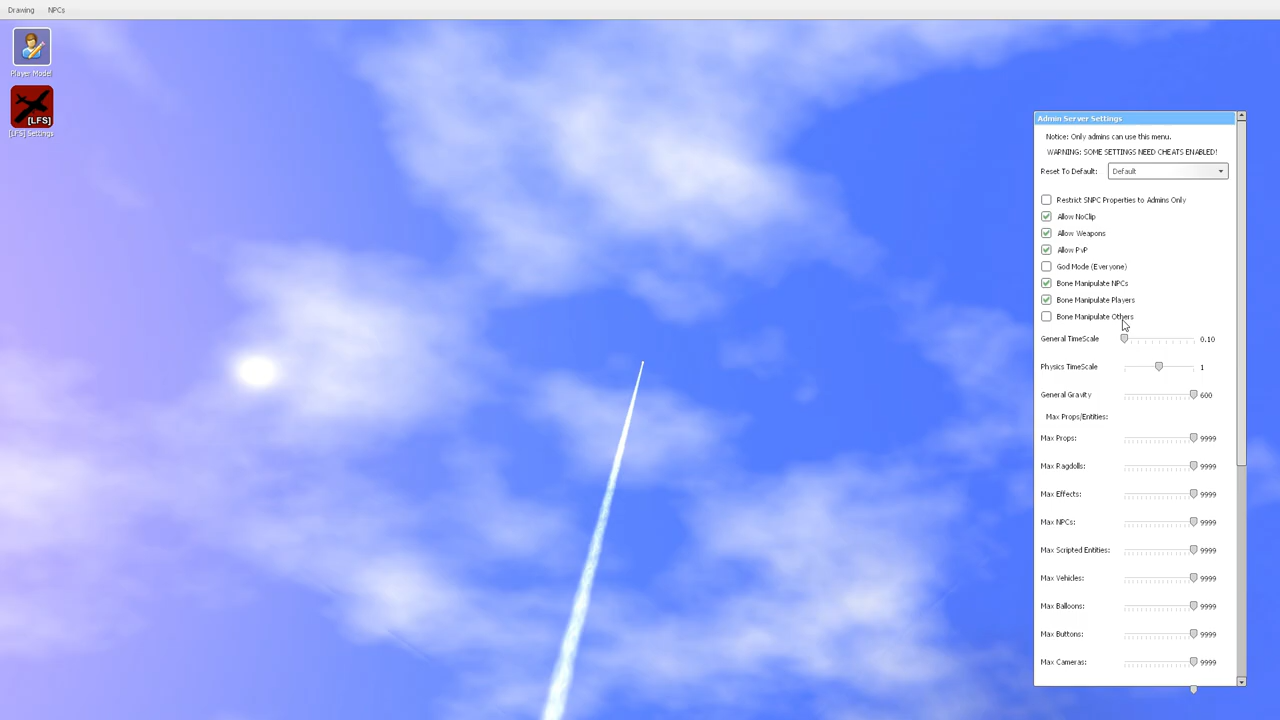 Drawing NPCs
Player Model
[LFS]
[LFS] Settings
Admin Server Settings
Notice: Only admins can use this menu.
WARNING: SOME SETTINGS NEED CHEATS ENABLED!
Reset To Default: Default
Restrict SNPC Properties to Admins Only
Allow NoClip
Allow Weapons
Allow PvP
God Mode (Everyone)
Bone Manipulate NPCs
Bone Manipulate Players
Bone Manipulate Others
General TimeScale 0.10
Physics TimeScale 1
General Gravity 600
Max Props/Entities:
Max Props: 9999
Max Ragdolls: 9999
Max Effects: 9999
Max NPCs: 9999
Max Scripted Entities: 9999
Max Vehicles: 9999
Max Balloons: 9999
Max Buttons: 9999
Max Cameras: 9999